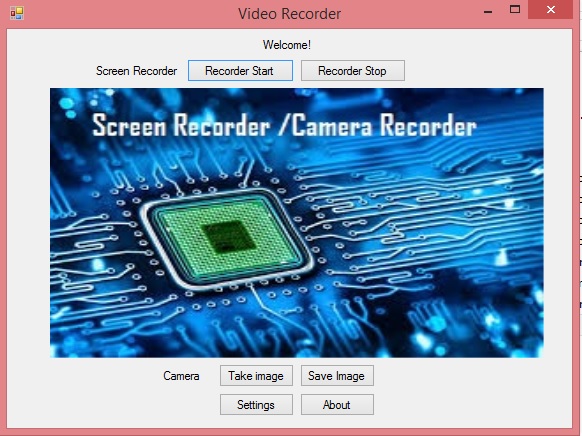 Video Recorder
Welcome!
Screen Recorder Recorder Start Recorder Stop
Screen Recorder /Camera Recorder
Camera Take image Save Image
Settings About